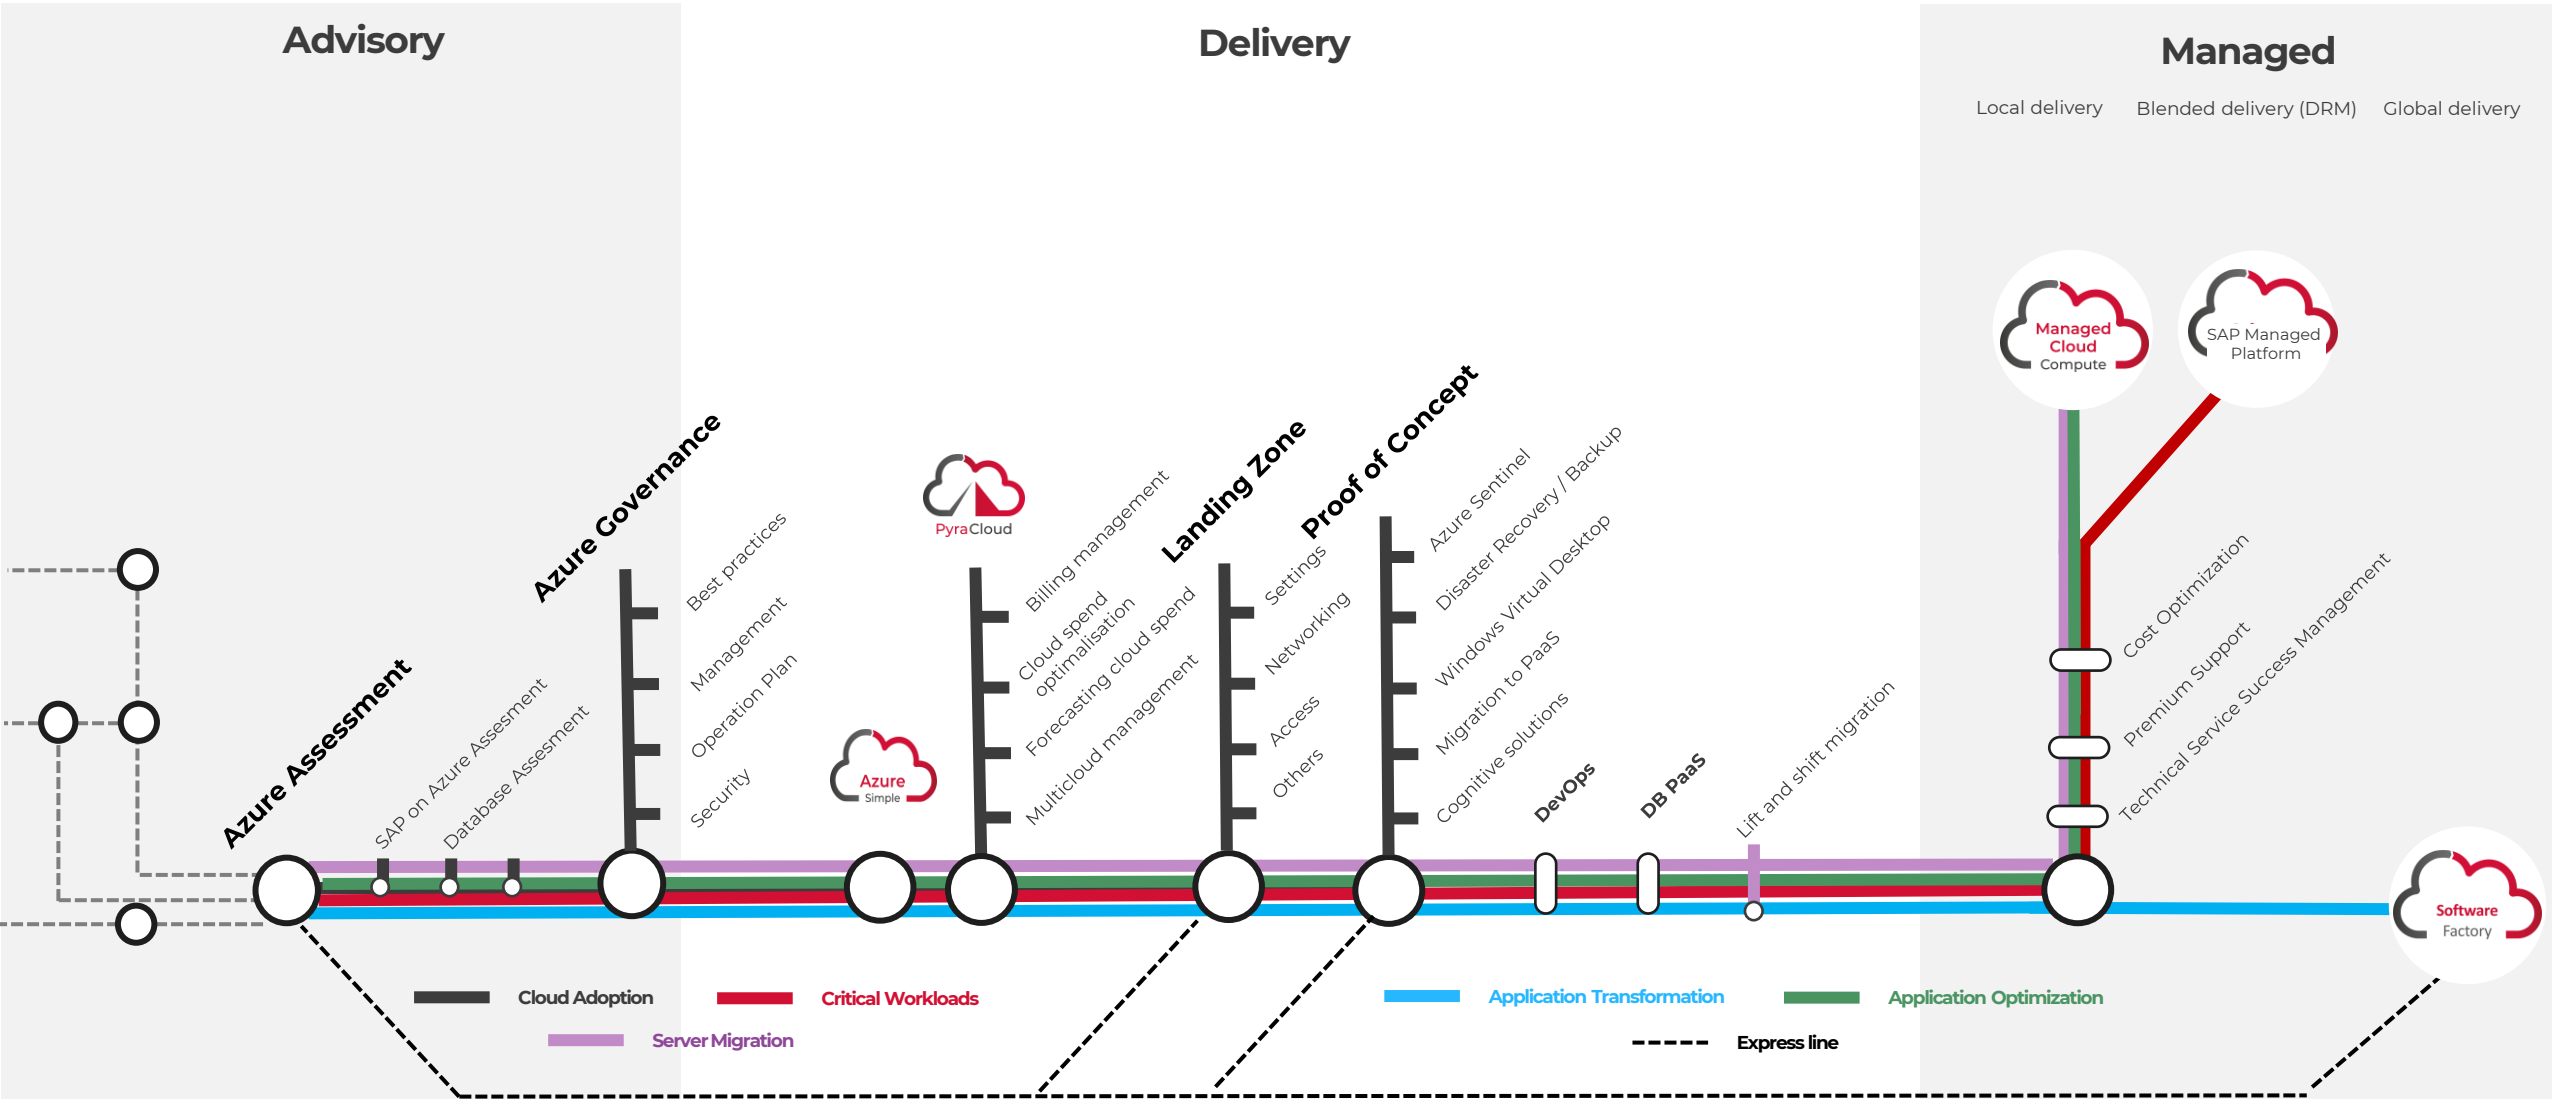 Advisory
Delivery
Managed
Local delivery
Blended delivery (DRM)
Global delivery
Managed
Cloud
Compute
SAP Managed
Platform
Azure Assessment
SAP on Azure Assesment
Database Assesment
Azure Governance
Best practices
Management
Operation Plan
Security
Azure
Simple
PyraCloud
Billing management
Cloud spend
optimalisation
Forecasting cloud spend
Multicloud management
Landing Zone
Settings
Networking
Access
Others
Proof of Concept
Azure Sentinel
Disaster Recovery / Backup
Windows Virtual Desktop
Migration to PaaS
Cognitive solutions
DevOps
DB PaaS
Lift and shift migration
Cost Optimization
Premium Support
Technical Service Success Management
Software
Factory
Cloud Adoption
Critical Workloads
Application Transformation
Application Optimization
Server Migration
Express line